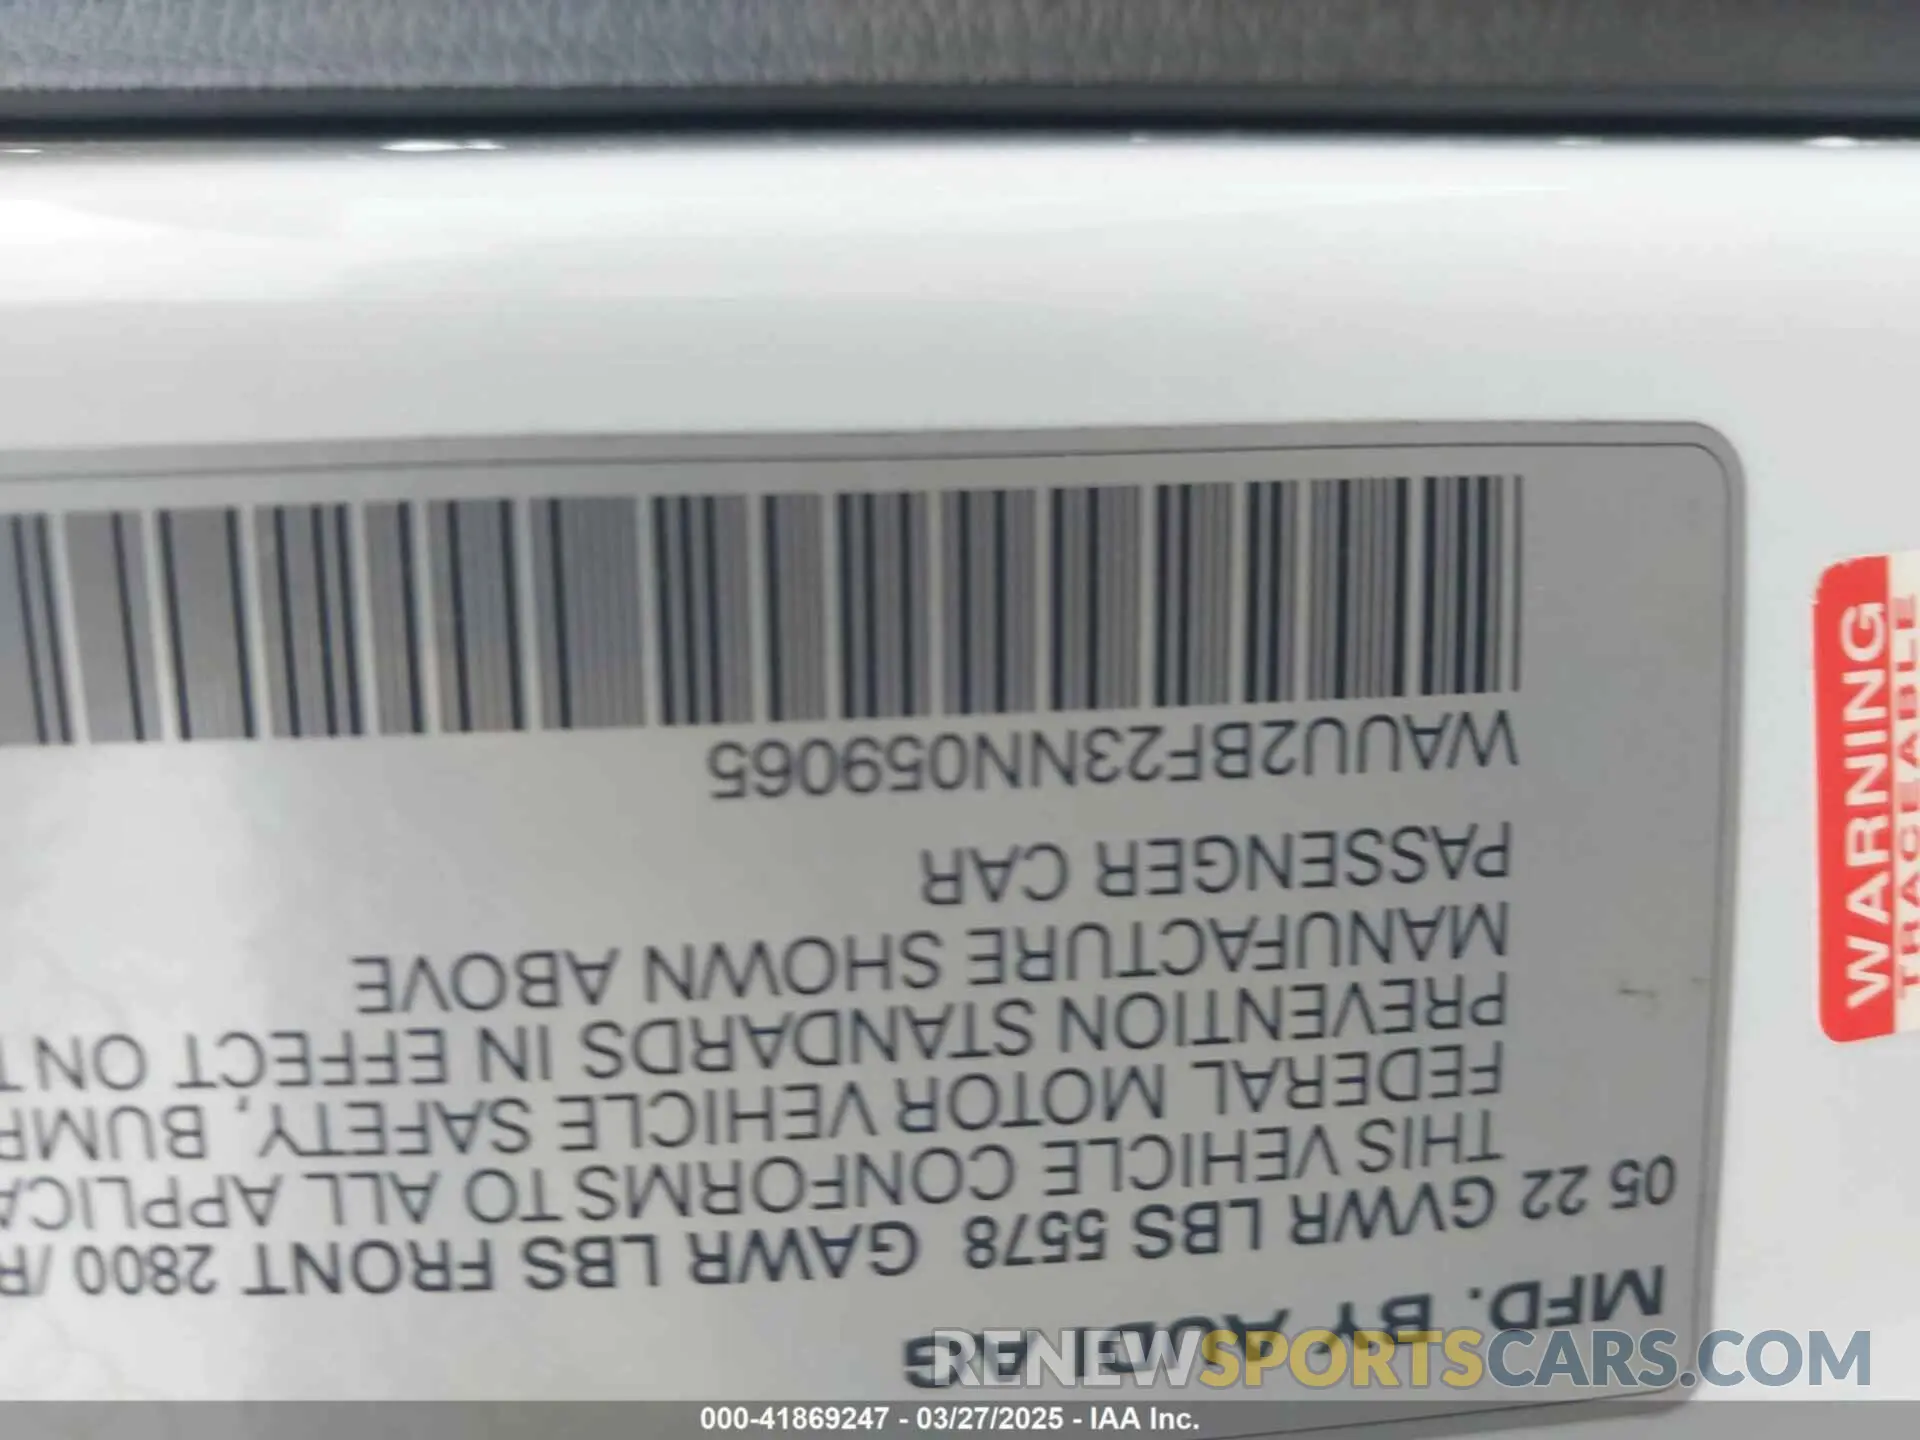 MFD. BY AUDI AG
05 22 GVWR LBS 5578 GAWR LBS FRONT 2800 /R
THIS VEHICLE CONFORMS TO ALL APPLICA
FEDERAL MOTOR VEHICLE SAFETY, BUMP
PREVENTION STANDARDS IN EFFECT ON T
MANUFACTURE SHOWN ABOVE
PASSENGER CAR
WAUU2BF23NN059065
WARNING
TRACEABLE
RENEWSPORTSCARS.COM
000-41869247 - 03/27/2025 - IAA Inc.